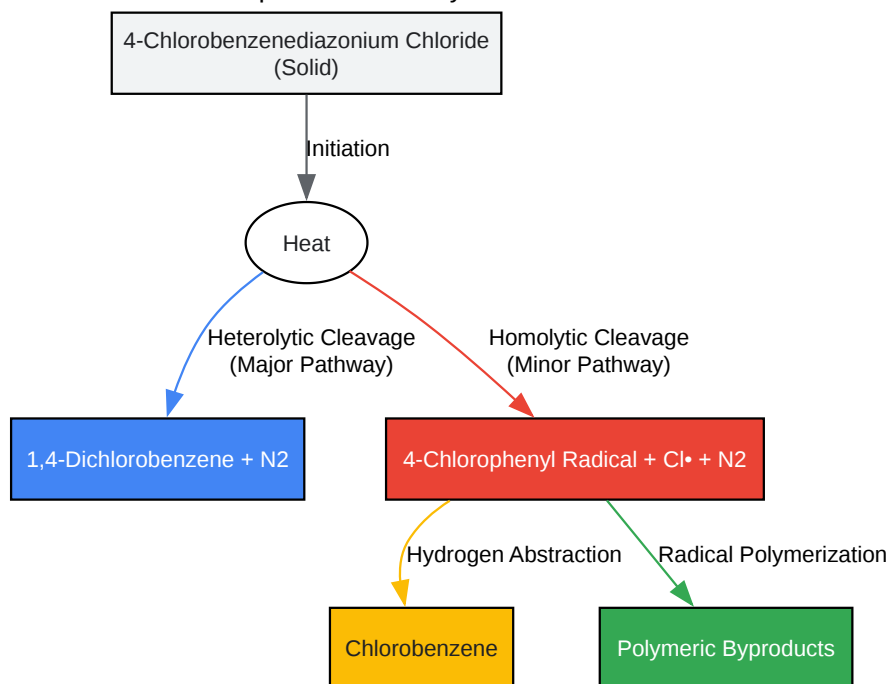 4-Chlorobenzenediazonium Chloride
(Solid)
Initiation
Heat
Heterolytic Cleavage
(Major Pathway)
Homolytic Cleavage
(Minor Pathway)
1,4-Dichlorobenzene + N2
4-Chlorophenyl Radical + Cl• + N2
Hydrogen Abstraction
Radical Polymerization
Chlorobenzene
Polymeric Byproducts